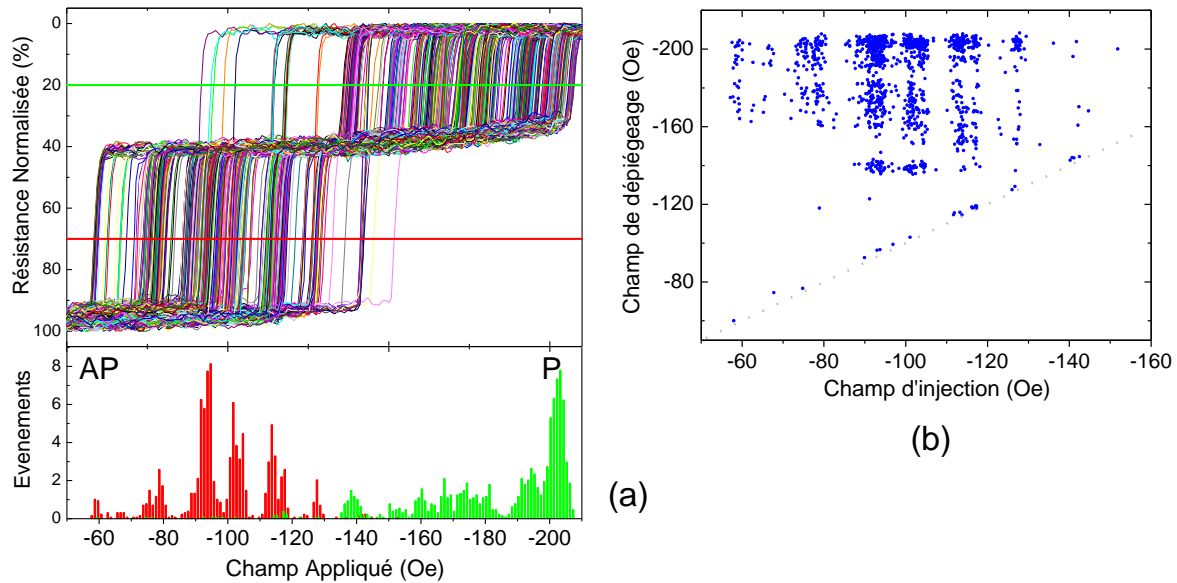 Résistance Normalisée (%)
0
20
40
60
80
100
Evenements
8
6
4
2
0
AP
P
-60 -80 -100 -120 -140 -160 -180 -200
Champ Appliqué (Oe)
(a)
Champ de dépiégeage (Oe)
-200
-160
-120
-80
-60 -80 -100 -120 -140 -160
Champ d'injection (Oe)
(b)